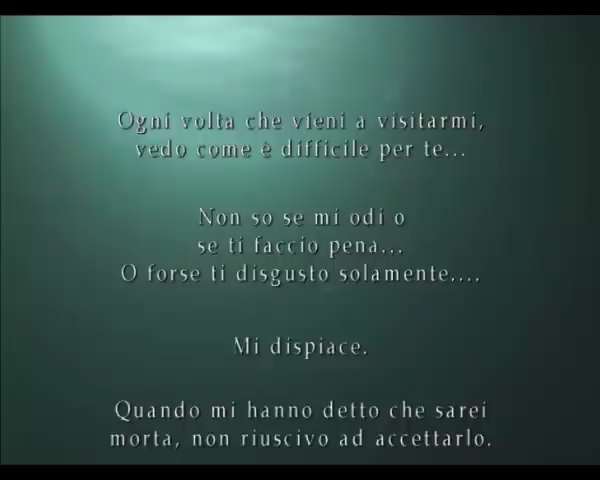 Ogni volta che vieni a visitarmi,
vedo come è difficile per te...
Non so se mi odi o
se ti faccio pena...
O forse ti disgusto solamente....
Mi dispiace.
Quando mi hanno detto che sarei
morta, non riuscivo ad accettarlo.